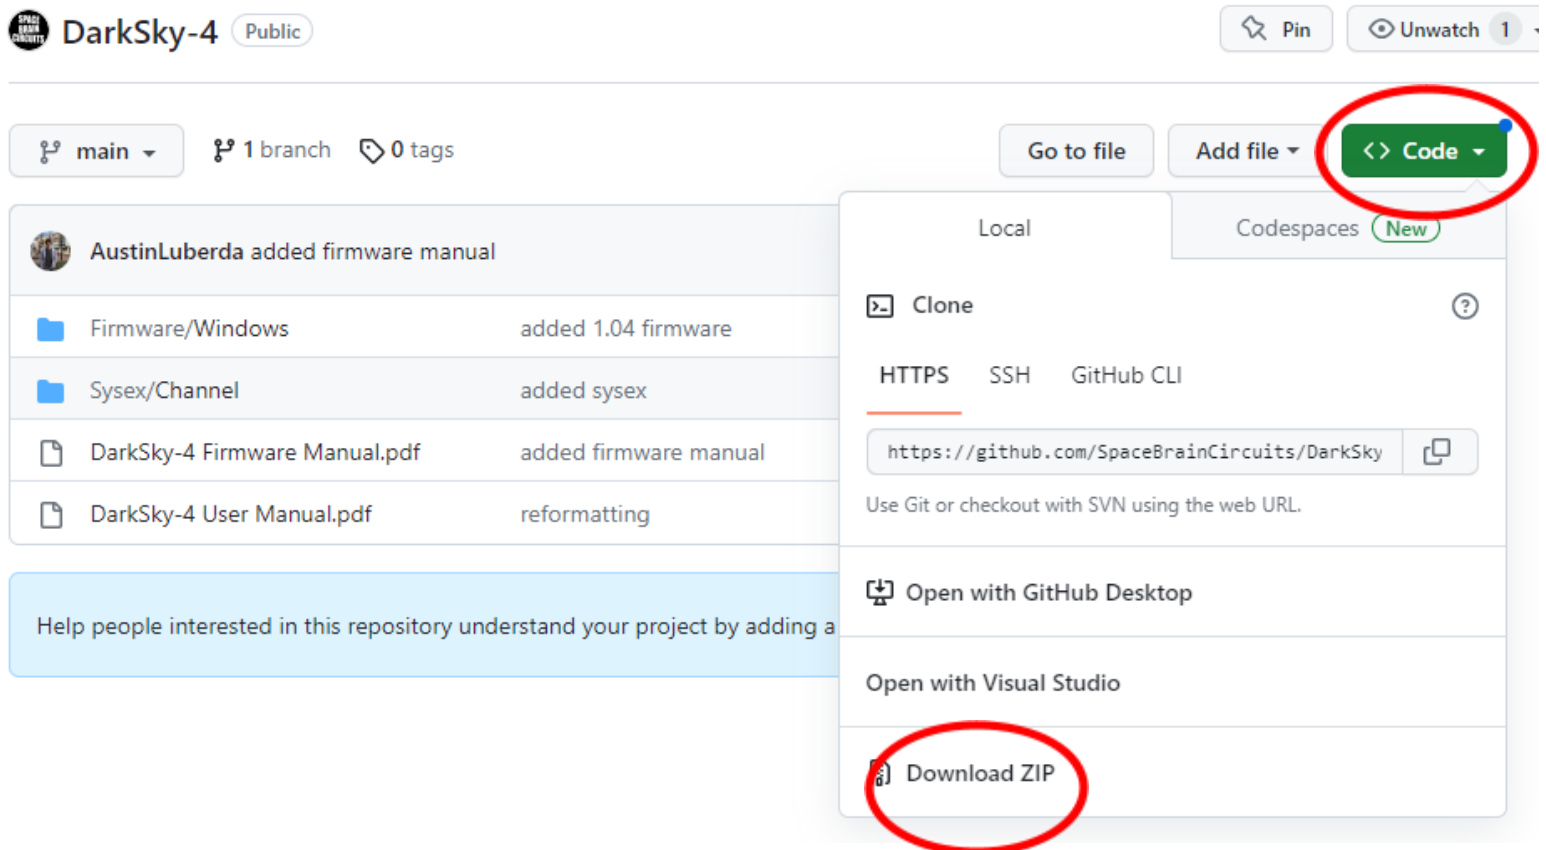 SPACE
BRAIN
CIRCUITS
DarkSky-4 Public
Pin
Unwatch 1
main
1 branch
0 tags
Go to file
Add file
<> Code
AustinLuberda added firmware manual
Firmware/Windows added 1.04 firmware
Sysex/Channel added sysex
DarkSky-4 Firmware Manual.pdf added firmware manual
DarkSky-4 User Manual.pdf reformatting
Help people interested in this repository understand your project by adding a
Local
Codespaces New
Clone
HTTPS SSH GitHub CLI
https://github.com/SpaceBrainCircuits/DarkSky
Use Git or checkout with SVN using the web URL.
Open with GitHub Desktop
Open with Visual Studio
Download ZIP